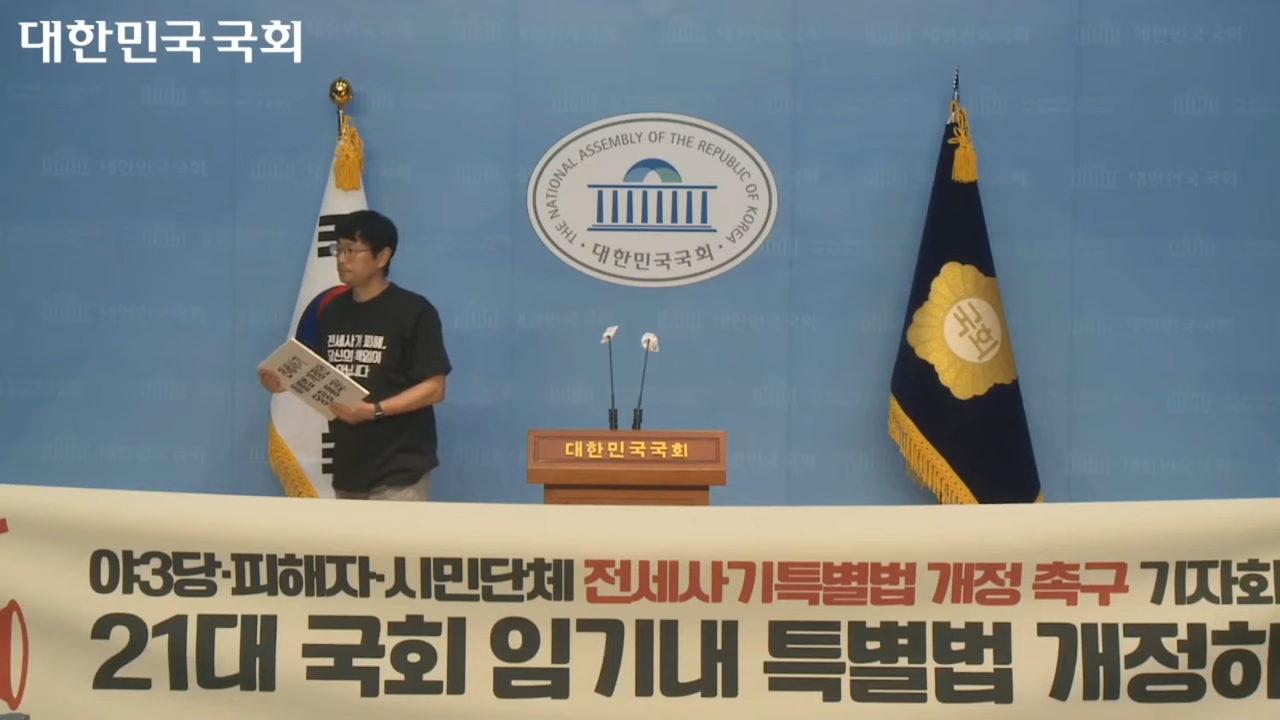 대한민국 국회
THE NATIONAL ASSEMBLY OF THE REPUBLIC OF KOREA
대한민국국회
국회
전세사기 피해,
당신의 책임이
아닙니다
대한민국국회
야3당·피해자·시민단체 전세사기특별법 개정 촉구 기자회
21대 국회 임기내 특별법 개정하